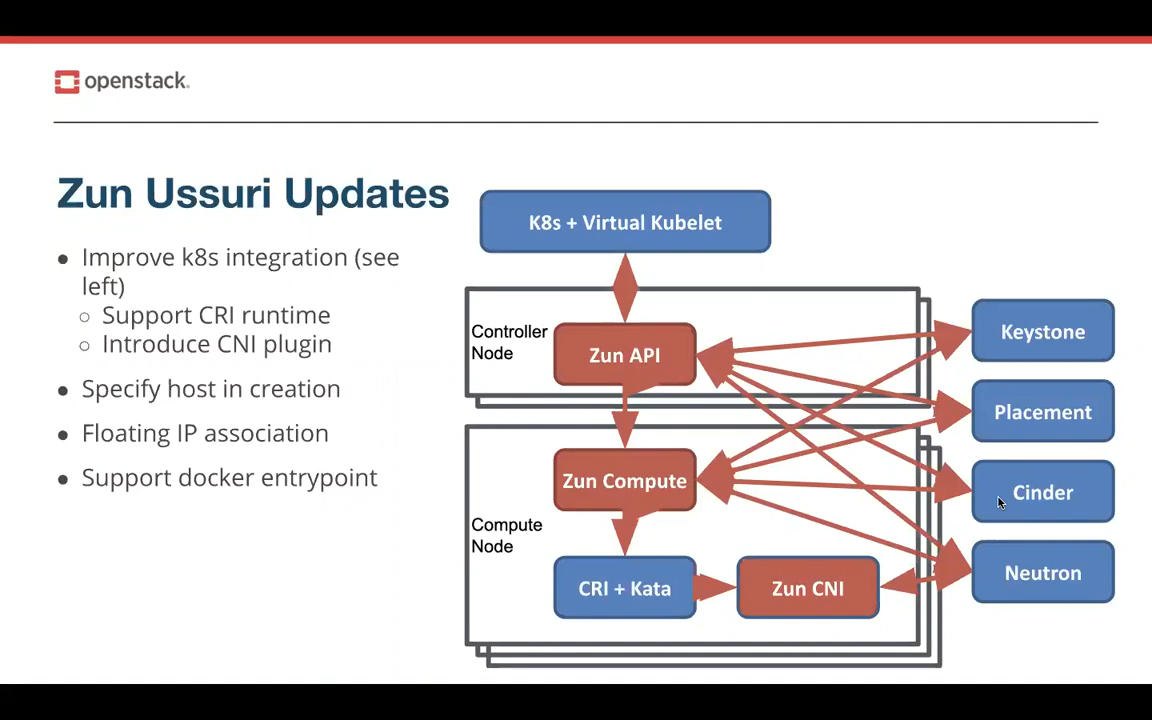 openstack.
Zun Ussuri Updates
● Improve k8s integration (see
left)
○ Support CRI runtime
○ Introduce CNI plugin
● Specify host in creation
● Floating IP association
● Support docker entrypoint
K8s + Virtual Kubelet
Controller
Node
Zun API
Zun Compute
Compute
Node
CRI + Kata
Zun CNI
Keystone
Placement
Cinder
Neutron